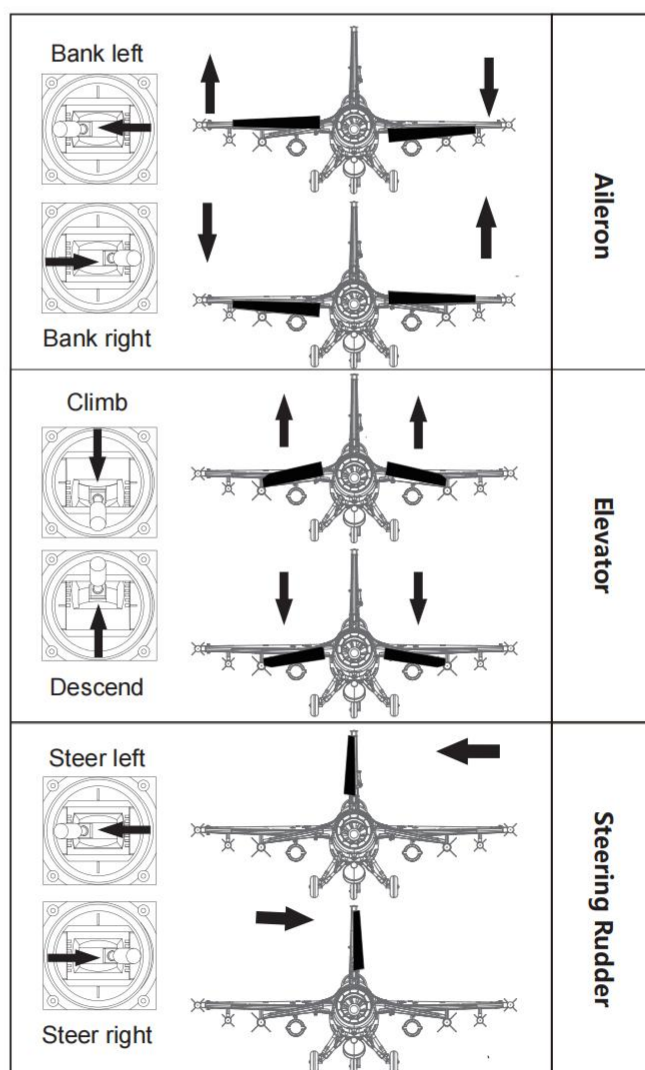 Bank left
Bank right
Aileron
Climb
Descend
Elevator
Steer left
Steer right
Steering Rudder